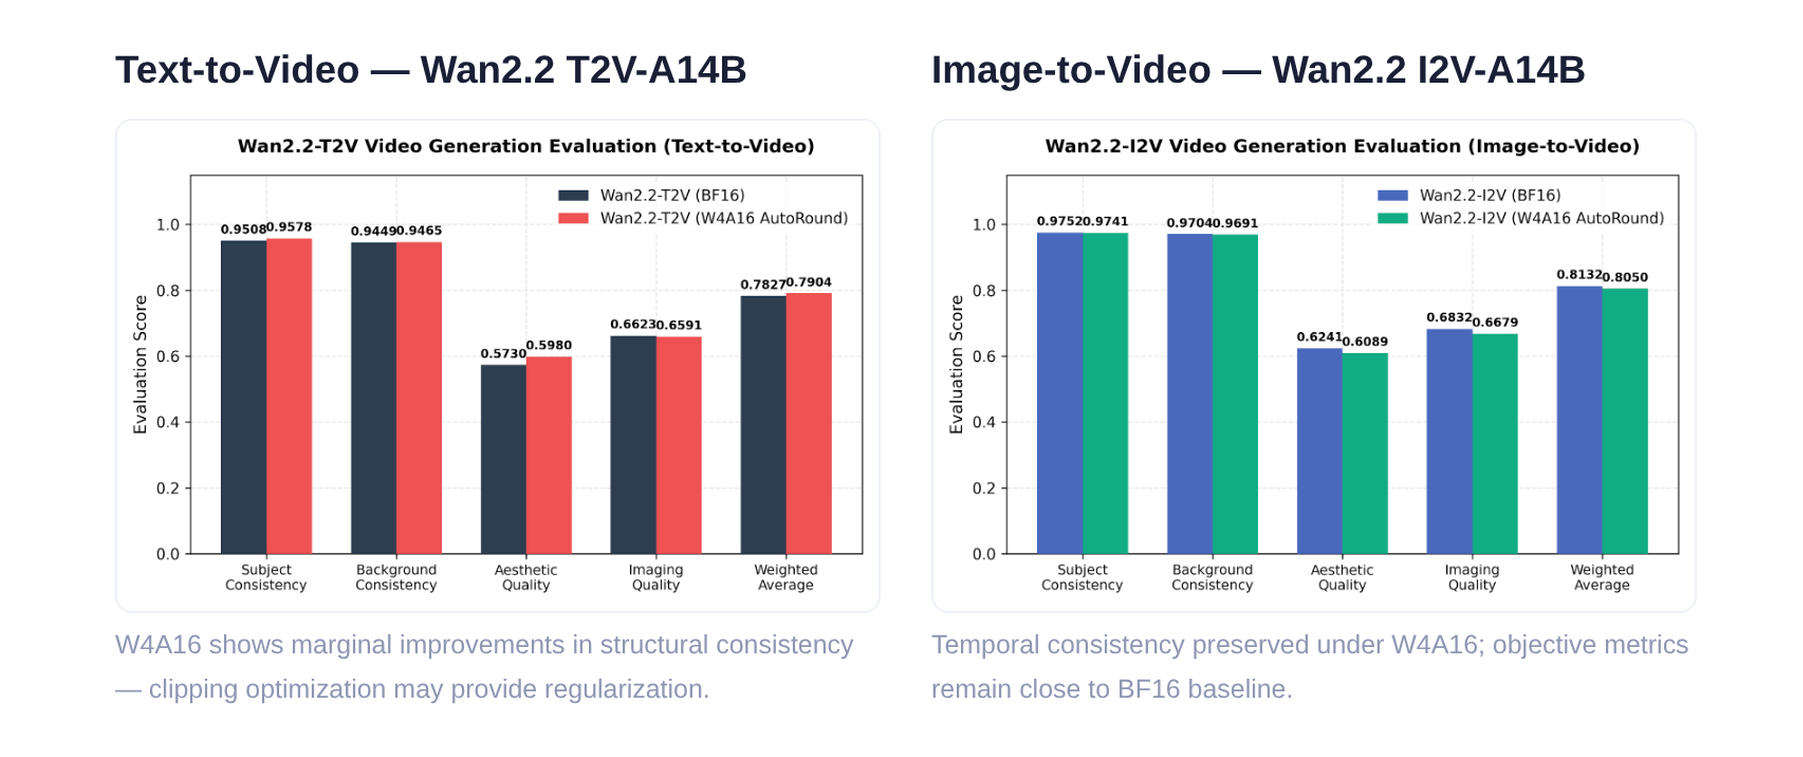 Text-to-Video — Wan2.2 T2V-A14B
Wan2.2-T2V Video Generation Evaluation (Text-to-Video)
Wan2.2-T2V (BF16)
Wan2.2-T2V (W4A16 AutoRound)
Evaluation Score
1.0
0.8
0.6
0.4
0.2
0.0
0.9508 0.9578
0.9449 0.9465
0.5730 0.5980
0.6623 0.6591
0.7827 0.7904
Subject
Consistency
Background
Consistency
Aesthetic
Quality
Imaging
Quality
Weighted
Average
W4A16 shows marginal improvements in structural consistency
— clipping optimization may provide regularization.
Image-to-Video — Wan2.2 I2V-A14B
Wan2.2-I2V Video Generation Evaluation (Image-to-Video)
Wan2.2-I2V (BF16)
Wan2.2-I2V (W4A16 AutoRound)
Evaluation Score
1.0
0.8
0.6
0.4
0.2
0.0
0.9752 0.9741
0.9704 0.9691
0.6241 0.6089
0.6832 0.6679
0.8132 0.8050
Subject
Consistency
Background
Consistency
Aesthetic
Quality
Imaging
Quality
Weighted
Average
Temporal consistency preserved under W4A16; objective metrics
remain close to BF16 baseline.